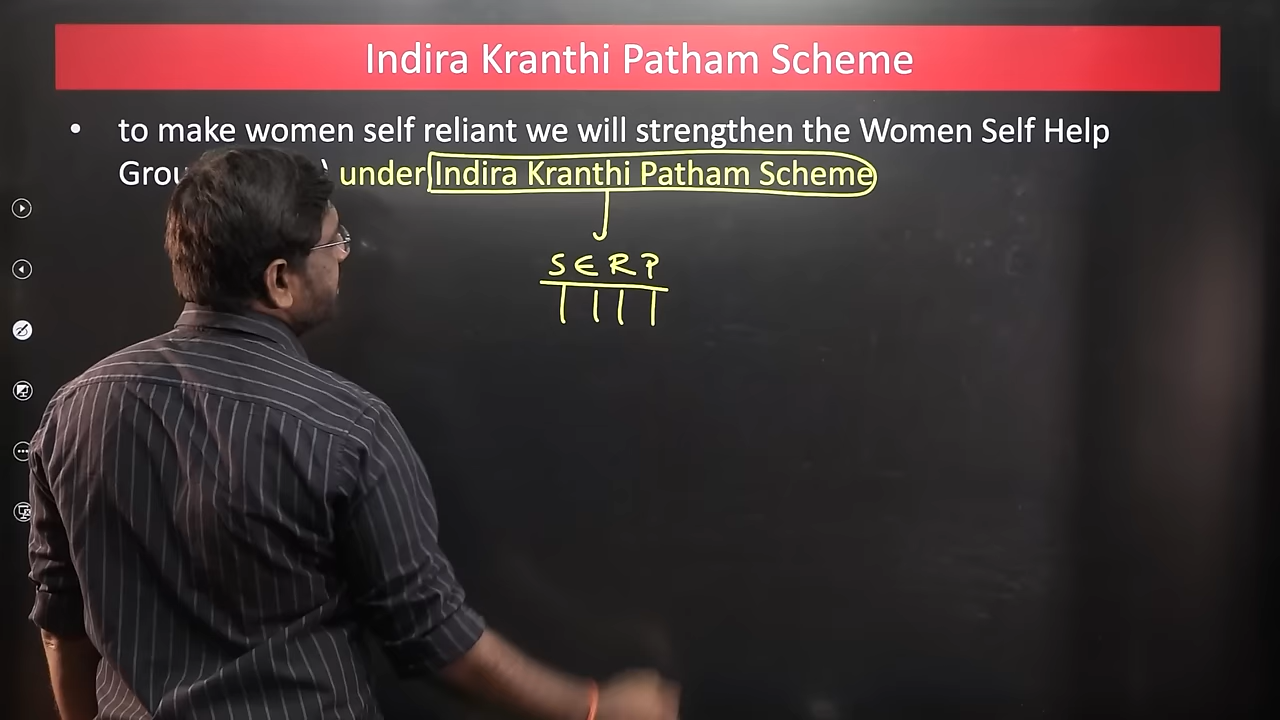 Indira Kranthi Patham Scheme
• to make women self reliant we will strengthen the Women Self Help
under Indira Kranthi Patham Scheme
SERP